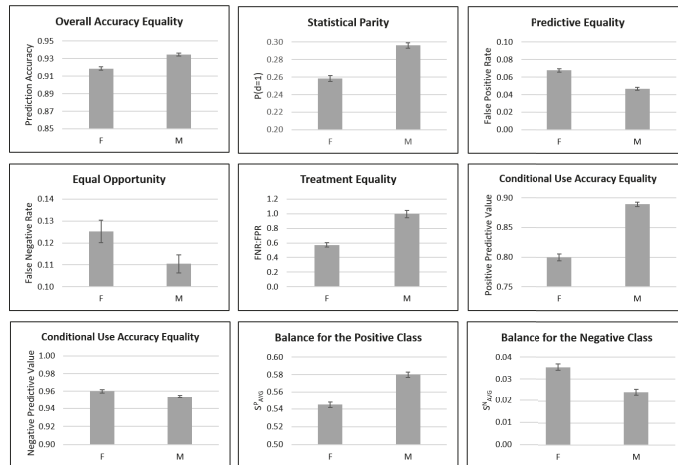 Overall Accuracy Equality
Prediction Accuracy
0.95
0.93
0.91
0.89
0.87
0.85
F M
Statistical Parity
P(d=1)
0.30
0.28
0.26
0.24
0.22
0.20
F M
Predictive Equality
False Positive Rate
0.10
0.08
0.06
0.04
0.02
0.00
F M
Equal Opportunity
False Negative Rate
0.14
0.13
0.12
0.11
0.10
F M
Treatment Equality
FNR:FPR
1.2
1.0
0.8
0.6
0.4
0.2
0.0
F M
Conditional Use Accuracy Equality
Positive Predictive Value
0.90
0.85
0.80
0.75
F M
Conditional Use Accuracy Equality
Negative Predictive Value
1.00
0.98
0.96
0.94
0.92
0.90
F M
Balance for the Positive Class
S^P_AVG
0.60
0.58
0.56
0.54
0.52
0.50
F M
Balance for the Negative Class
S^N_AVG
0.04
0.03
0.02
0.01
0.00
F M